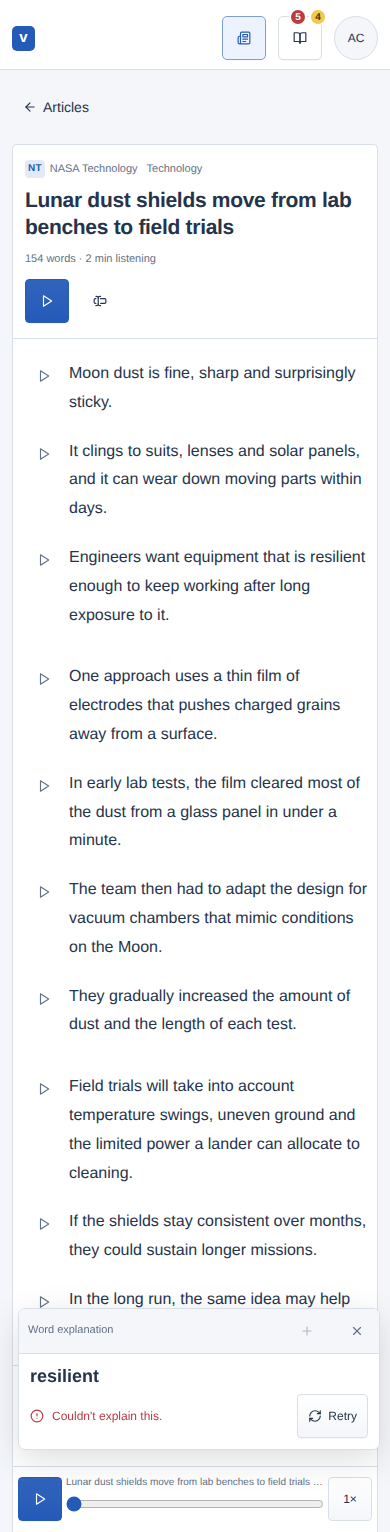 V
5
4
AC
Articles
NT NASA Technology Technology
Lunar dust shields move from lab
benches to field trials
154 words · 2 min listening
Moon dust is fine, sharp and surprisingly
sticky.
It clings to suits, lenses and solar panels,
and it can wear down moving parts within
days.
Engineers want equipment that is resilient
enough to keep working after long
exposure to it.
One approach uses a thin film of
electrodes that pushes charged grains
away from a surface.
In early lab tests, the film cleared most of
the dust from a glass panel in under a
minute.
The team then had to adapt the design for
vacuum chambers that mimic conditions
on the Moon.
They gradually increased the amount of
dust and the length of each test.
Field trials will take into account
temperature swings, uneven ground and
the limited power a lander can allocate to
cleaning.
If the shields stay consistent over months,
they could sustain longer missions.
In the long run, the same idea may help
Word explanation
resilient
Couldn't explain this.
Retry
Lunar dust shields move from lab benches to field trials …
1×